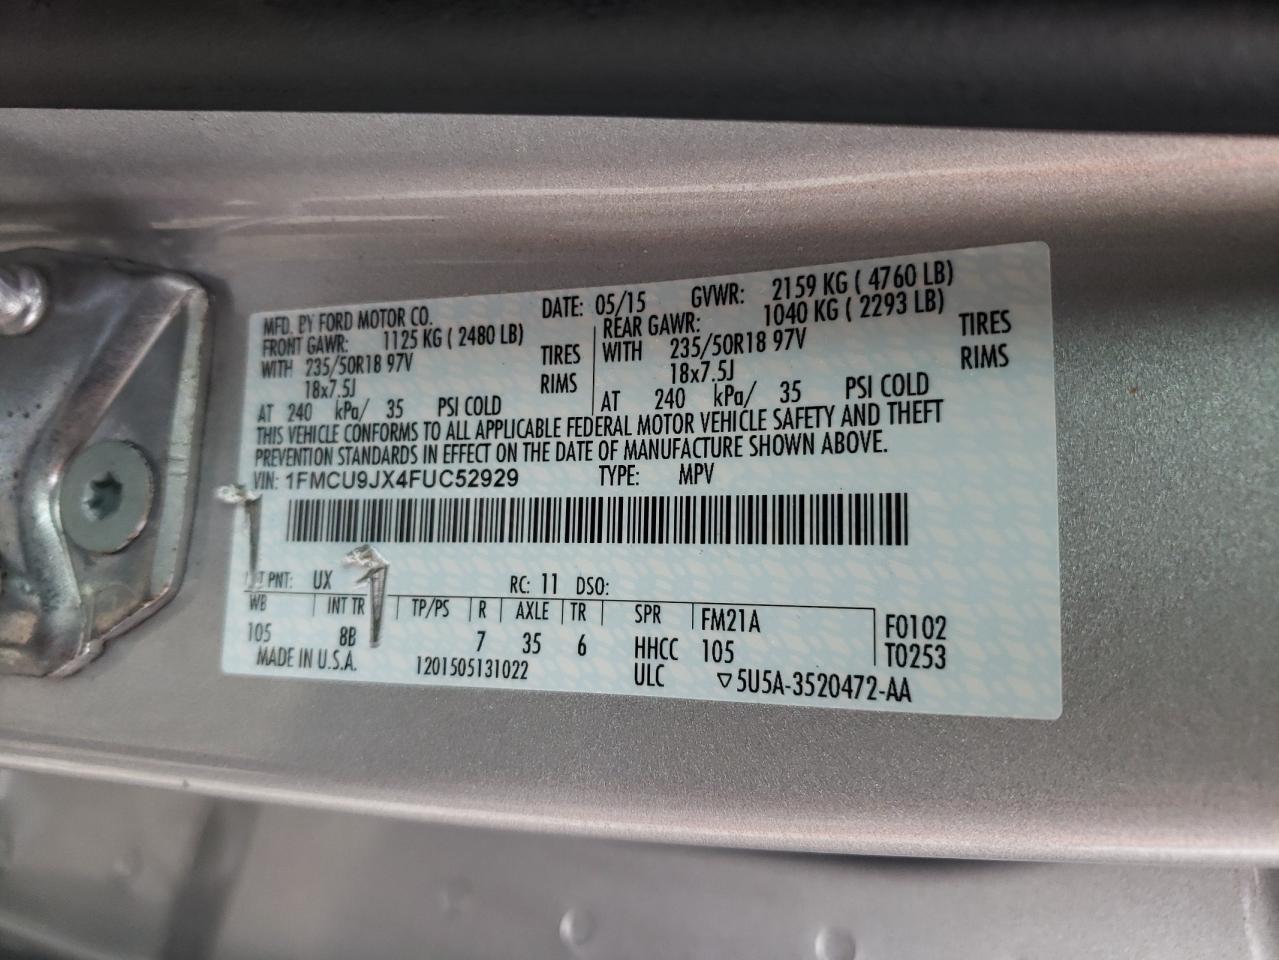 MFD. BY FORD MOTOR CO. DATE: 05/15 GVWR: 2159 KG ( 4760 LB)
FRONT GAWR: 1125 KG ( 2480 LB) REAR GAWR: 1040 KG ( 2293 LB)
WITH 235/50R18 97V TIRES WITH 235/50R18 97V TIRES
18x7.5J RIMS 18x7.5J RIMS
AT 240 kPa/ 35 PSI COLD AT 240 kPa/ 35 PSI COLD
THIS VEHICLE CONFORMS TO ALL APPLICABLE FEDERAL MOTOR VEHICLE SAFETY AND THEFT
PREVENTION STANDARDS IN EFFECT ON THE DATE OF MANUFACTURE SHOWN ABOVE.
VIN: 1FMCU9JX4FUC52929 TYPE: MPV
PNT: UX RC: 11 DSO:
WB INT TR TP/PS R AXLE TR SPR FM21A F0102
105 8B 7 35 6 HHCC 105 T0253
MADE IN U.S.A. 1201505131022 ULC ▽5U5A-3520472-AA